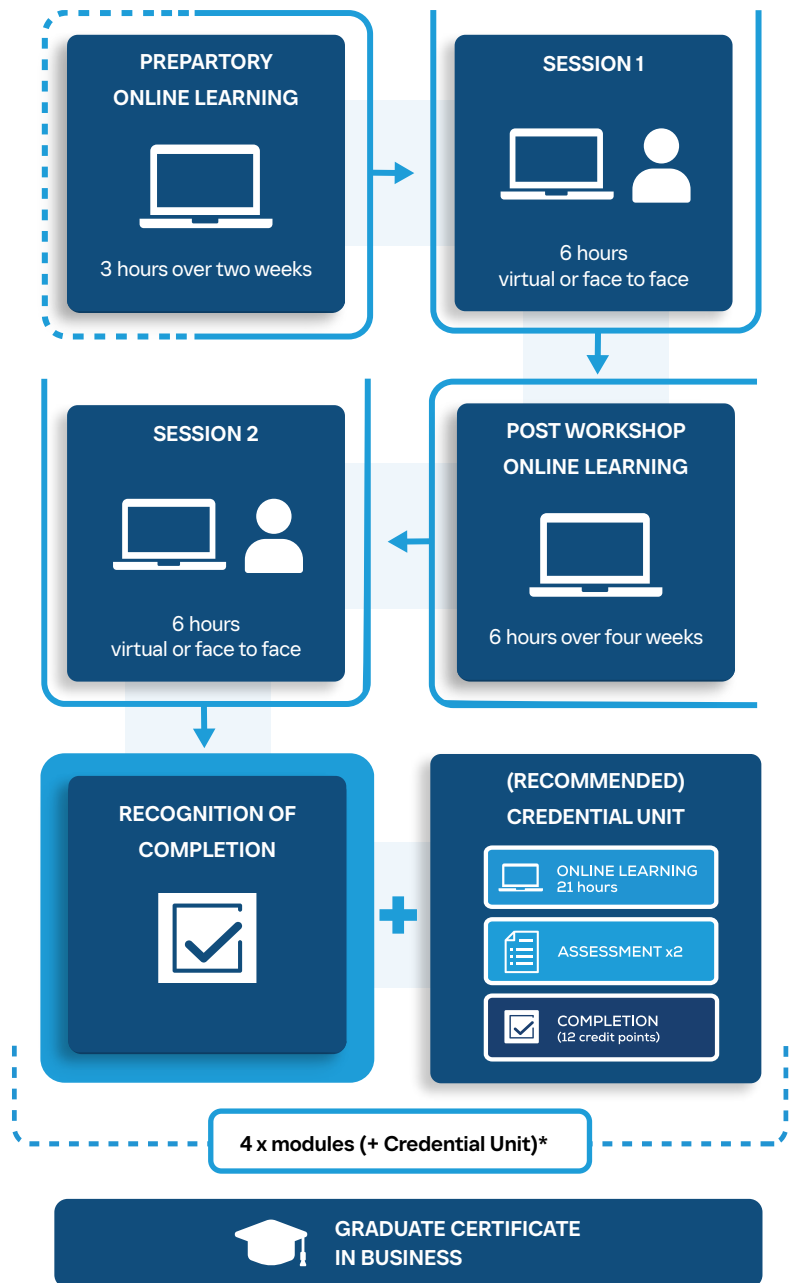 PREPARTORY
ONLINE LEARNING
3 hours over two weeks
SESSION 1
6 hours
virtual or face to face
POST WORKSHOP
ONLINE LEARNING
6 hours over four weeks
SESSION 2
6 hours
virtual or face to face
RECOGNITION OF
COMPLETION
(RECOMMENDED)
CREDENTIAL UNIT
ONLINE LEARNING
21 hours
ASSESSMENT x2
COMPLETION
(12 credit points)
4 x modules (+ Credential Unit)*
GRADUATE CERTIFICATE
IN BUSINESS